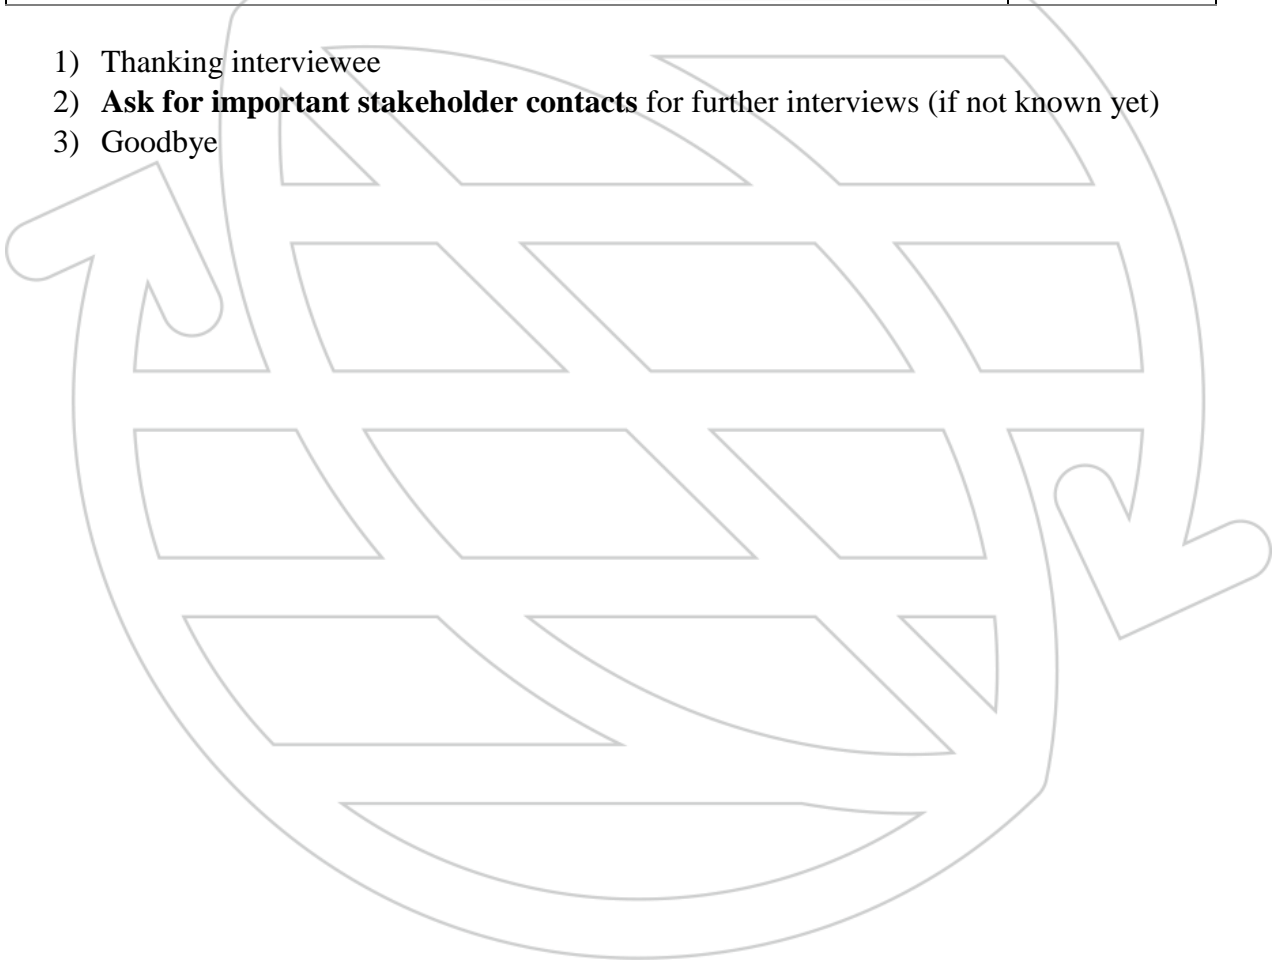 1) Thanking interviewee
2) Ask for important stakeholder contacts for further interviews (if not known yet)
3) Goodbye